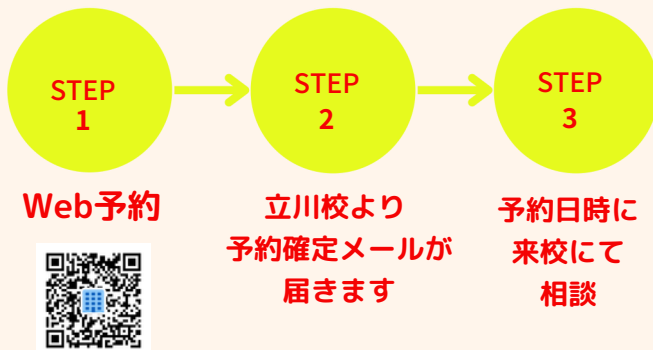 STEP
1
STEP
2
STEP
3
Web予約
立川校より
予約確定メールが
届きます
予約日時に
来校にて
相談